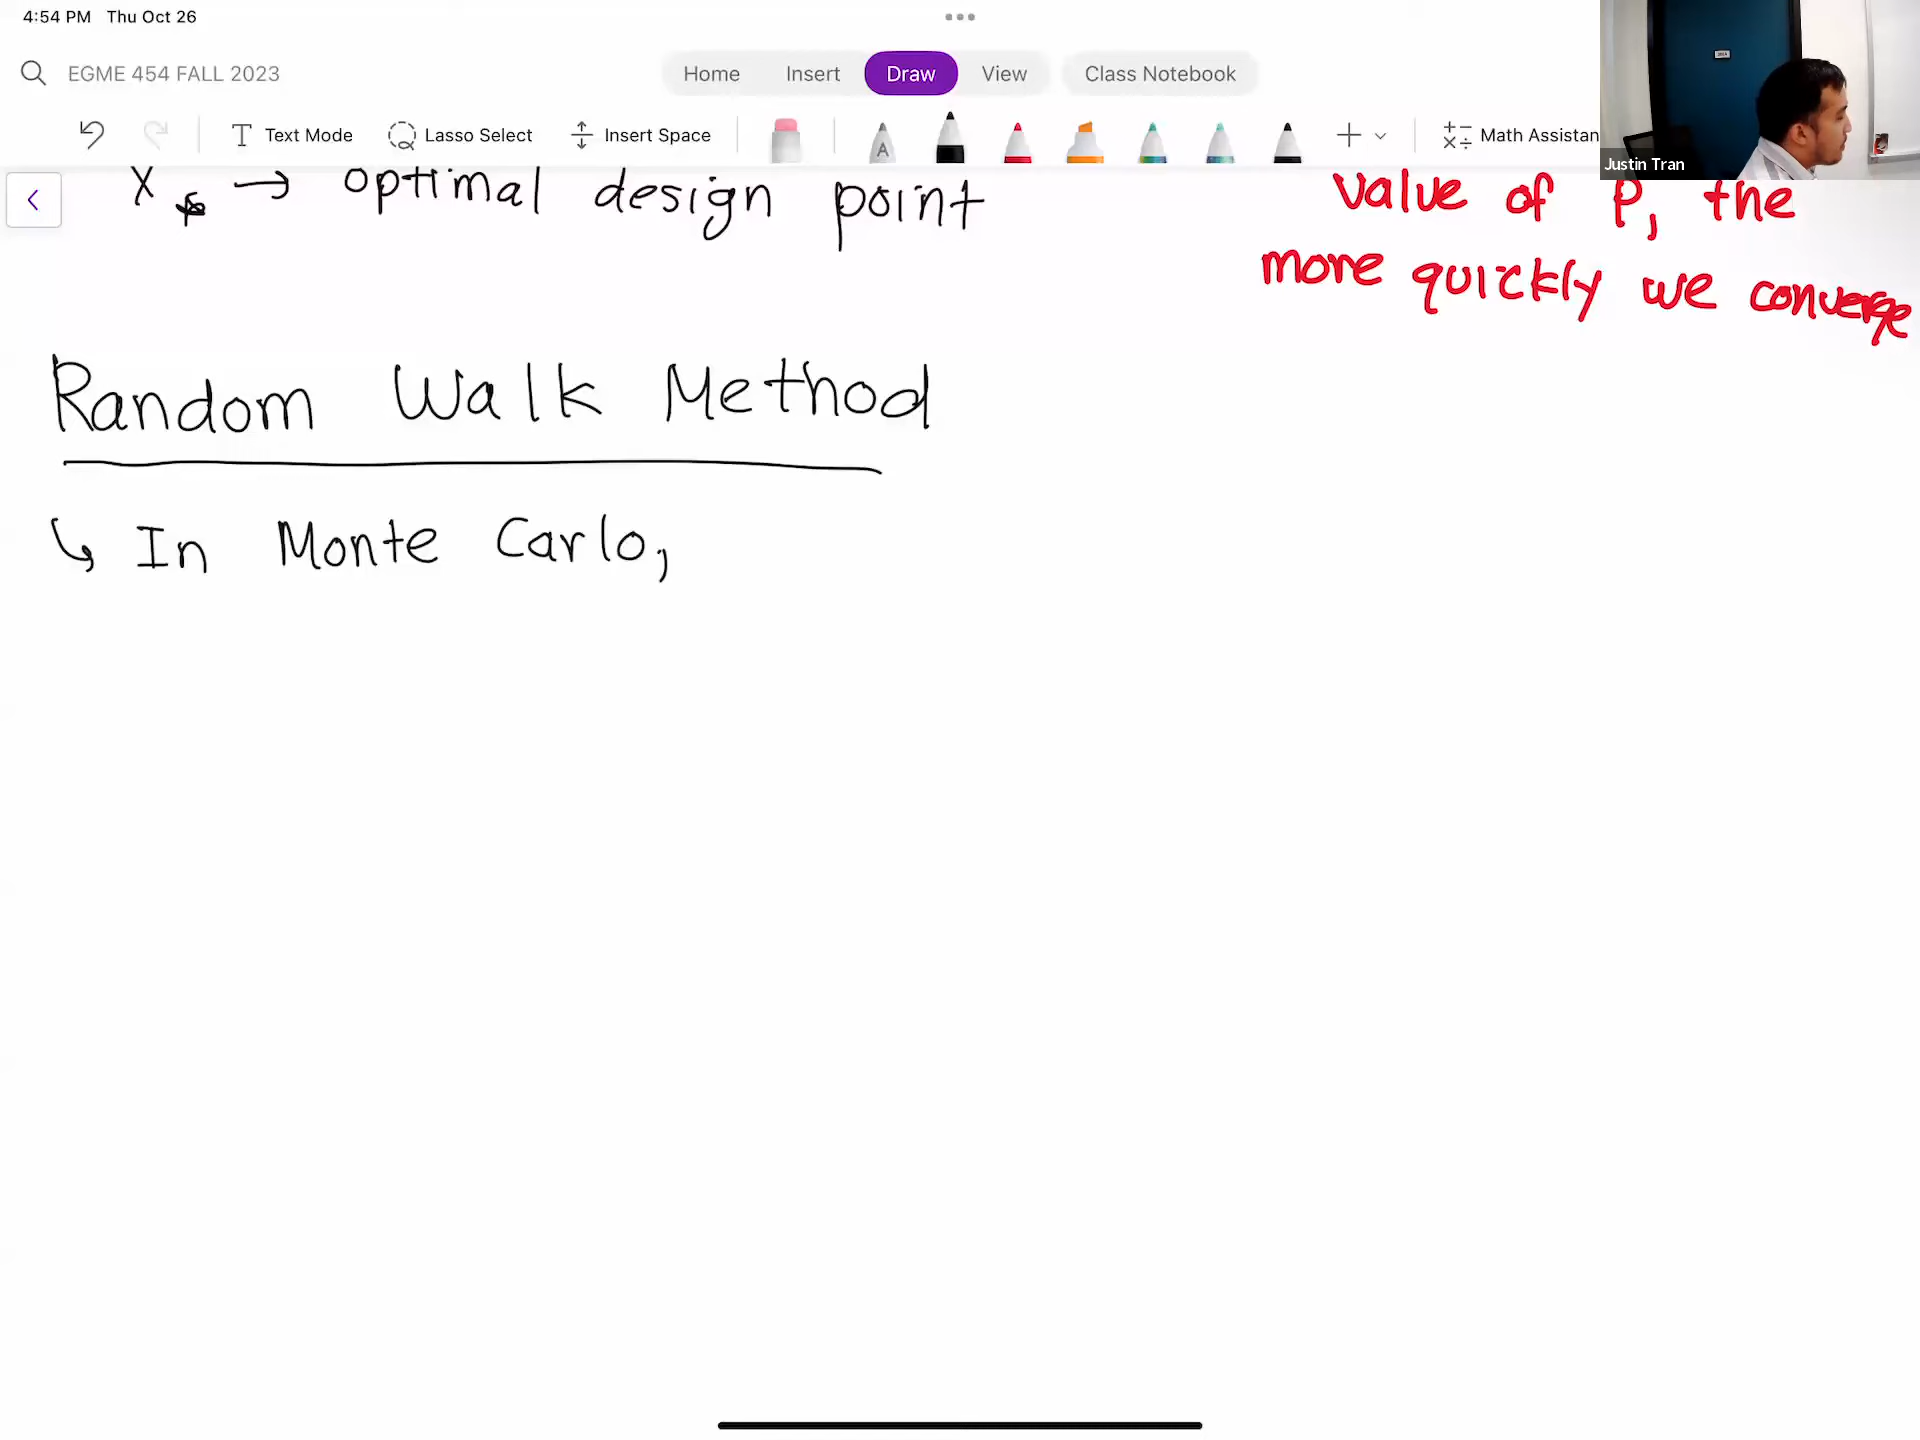 4:54 PM Thu Oct 26
EGME 454 FALL 2023
Home Insert Draw View Class Notebook
Text Mode Lasso Select Insert Space A Math Assistan
Justin Tran
X* → optimal design point
value of P, the
more quickly we converge
Random Walk Method
↳ In Monte Carlo,